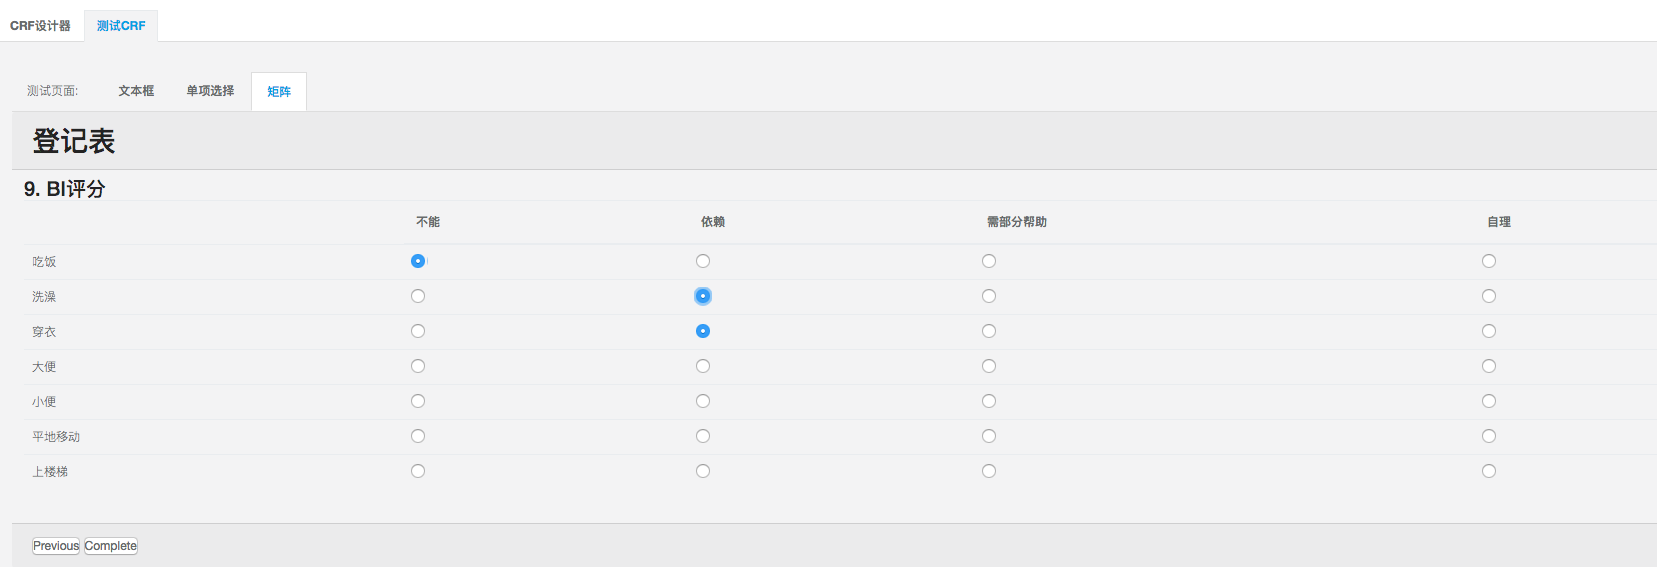 CRF设计器 测试CRF
测试页面: 文本框 单项选择 矩阵
登记表
9. BI评分
不能 依赖 需部分帮助 自理
吃饭
洗澡
穿衣
大便
小便
平地移动
上楼梯
Previous Complete